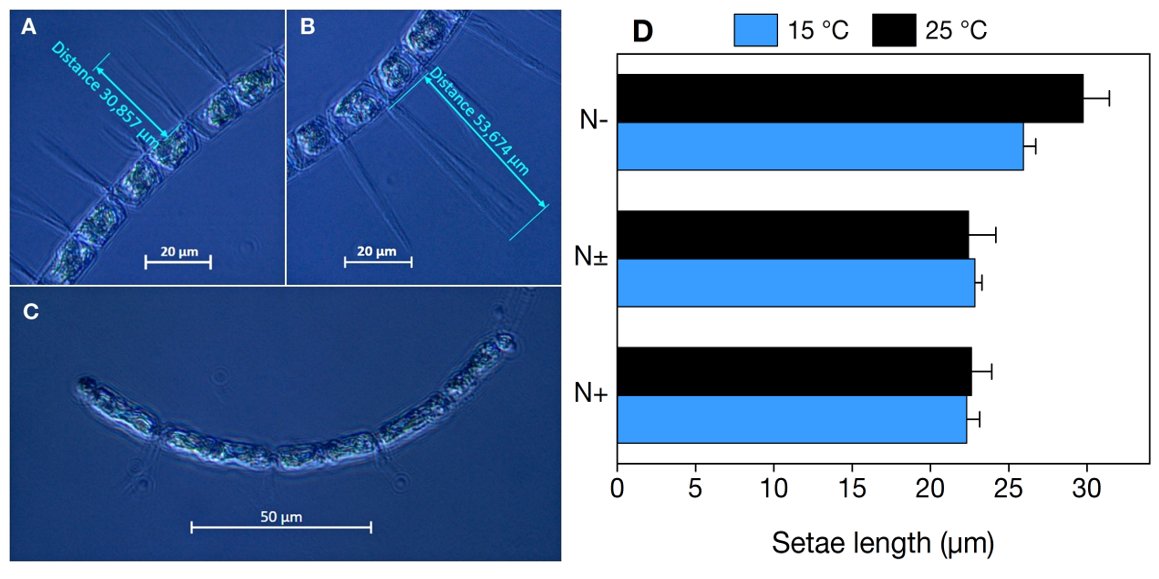 A
Distance 30,857 µm
20 µm
B
Distance 53,674 µm
20 µm
C
50 µm
D
15 °C
25 °C
N-
N±
N+
0 5 10 15 20 25 30
Setae length (µm)